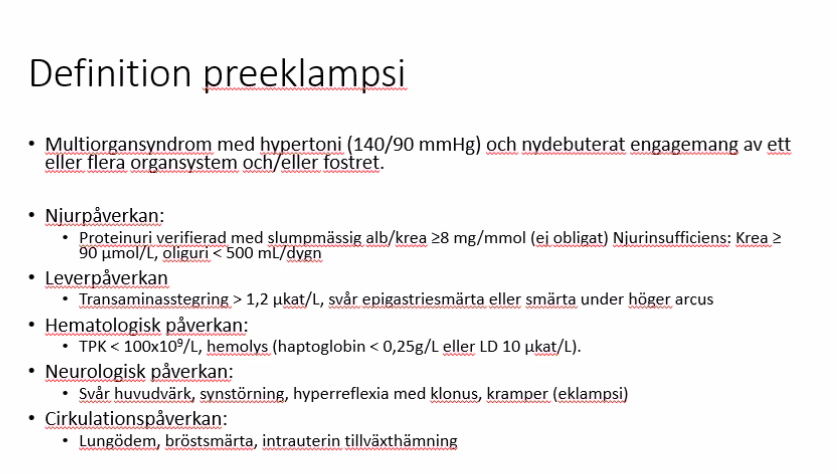 Definition preeklampsi
• Multiorgansyndrom med hypertoni (140/90 mmHg) och nydebuterat engagemang av ett
eller flera organsystem och/eller fostret.
• Njurpåverkan:
• Proteinuri verifierad med slumpmässig alb/krea ≥8 mg/mmol (ej obligat) Njurinsufficiens: Krea ≥
90 μmol/L, oliguri < 500 mL/dygn
• Leverpåverkan
• Transaminasstegring > 1,2 μkat/L, svår epigastriesmärta eller smärta under höger arcus
• Hematologisk påverkan:
• TPK < 100x10⁹/L, hemolys (haptoglobin < 0,25g/L eller LD 10 μkat/L).
• Neurologisk påverkan:
• Svår huvudvärk, synstörning, hyperreflexia med klonus, kramper (eklampsi)
• Cirkulationspåverkan:
• Lungödem, bröstsmärta, intrauterin tillväxthämning